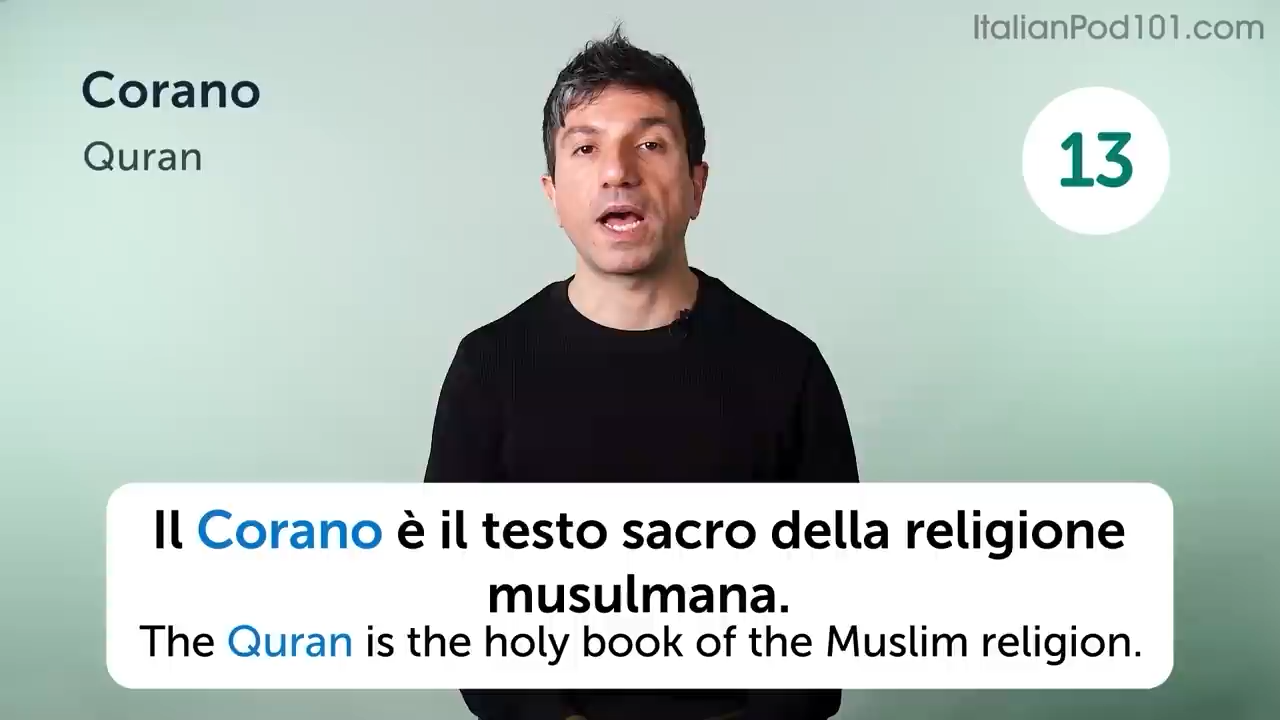 ItalianPod101.com
Corano
Quran
13
Il Corano è il testo sacro della religione
musulmana.
The Quran is the holy book of the Muslim religion.